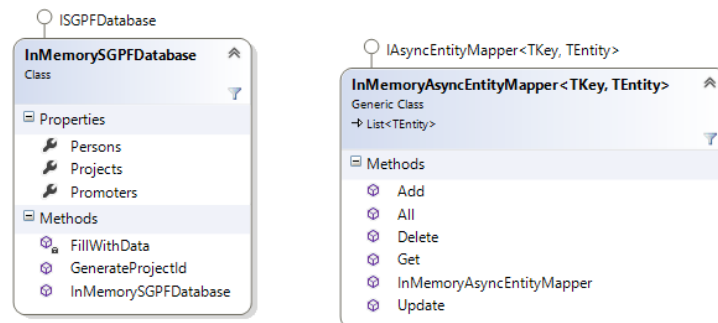 ISGPFDatabase
InMemorySGPFDatabase
Class
Properties
Persons
Projects
Promoters
Methods
FillWithData
GenerateProjectId
InMemorySGPFDatabase
IAsyncEntityMapper<TKey, TEntity>
InMemoryAsyncEntityMapper<TKey, TEntity>
Generic Class
List<TEntity>
Methods
Add
All
Delete
Get
InMemoryAsyncEntityMapper
Update